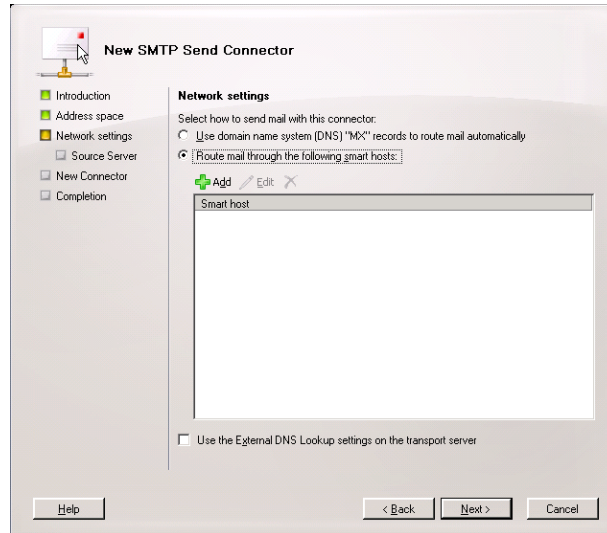 New SMTP Send Connector
Introduction
Address space
Network settings
Source Server
New Connector
Completion
Network settings
Select how to send mail with this connector:
Use domain name system (DNS) "MX" records to route mail automatically
Route mail through the following smart hosts:
Add Edit
Smart host
Use the External DNS Lookup settings on the transport server
Help < Back Next > Cancel